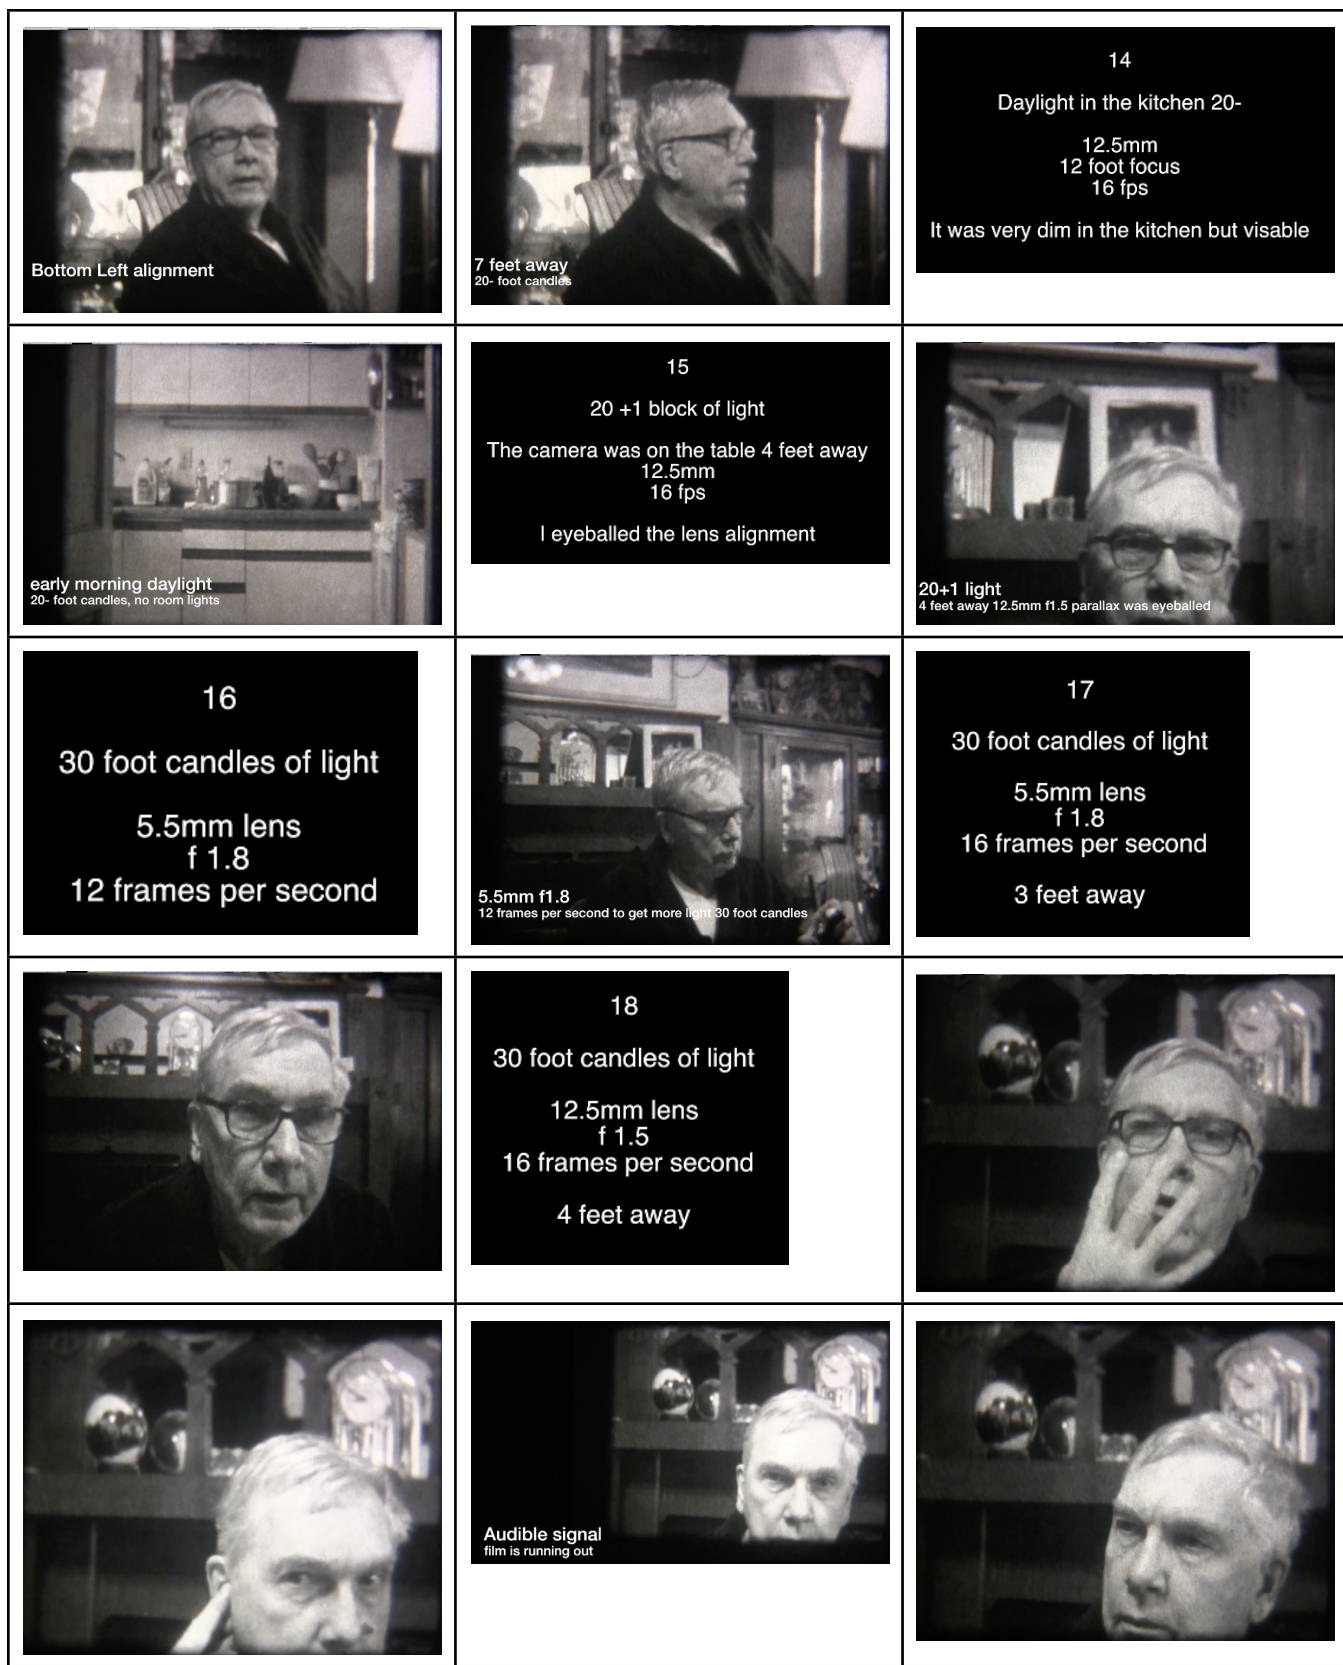 Bottom Left alignment
7 feet away
20- foot candles
14
Daylight in the kitchen 20-
12.5mm
12 foot focus
16 fps
It was very dim in the kitchen but visable
early morning daylight
20- foot candles, no room lights
15
20 +1 block of light
The camera was on the table 4 feet away
12.5mm
16 fps
I eyeballed the lens alignment
20+1 light
4 feet away 12.5mm f1.5 parallax was eyeballed
16
30 foot candles of light
5.5mm lens
f 1.8
12 frames per second
5.5mm f1.8
12 frames per second to get more light 30 foot candles
17
30 foot candles of light
5.5mm lens
f 1.8
16 frames per second
3 feet away
18
30 foot candles of light
12.5mm lens
f 1.5
16 frames per second
4 feet away
Audible signal
film is running out